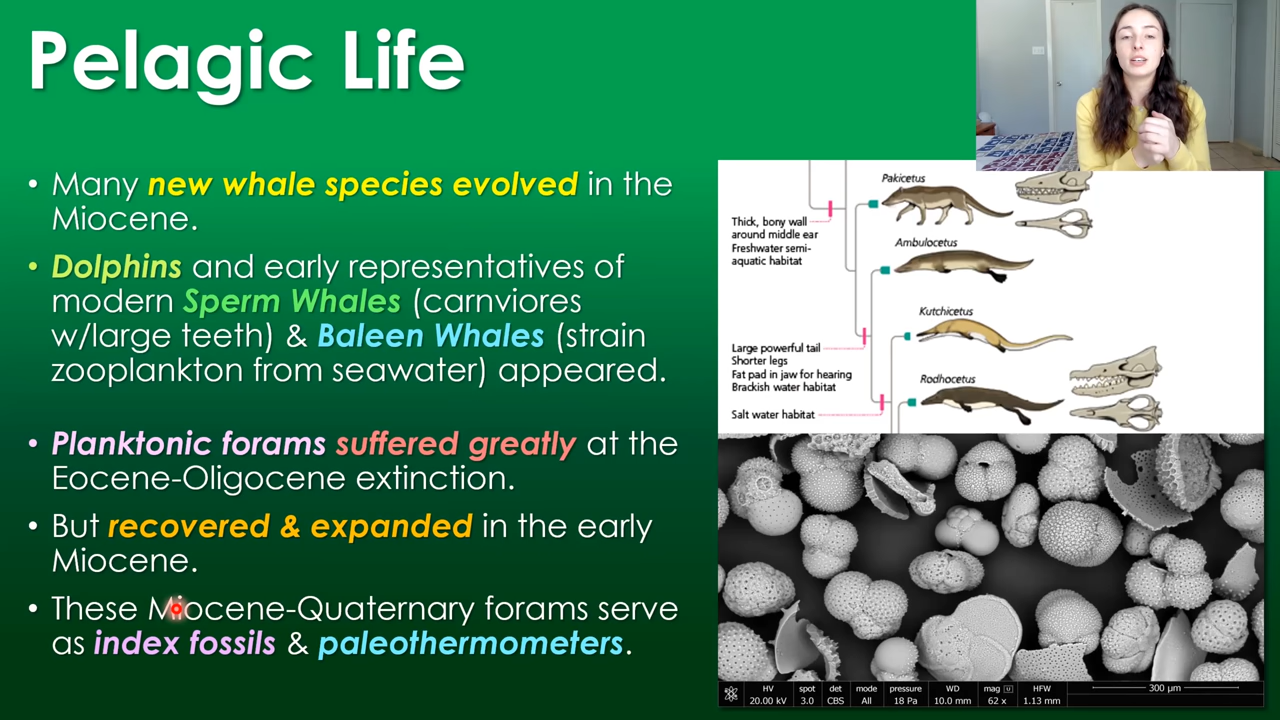 Pelagic Life
• Many new whale species evolved in the
Miocene.
• Dolphins and early representatives of
modern Sperm Whales (carnviores
w/large teeth) & Baleen Whales (strain
zooplankton from seawater) appeared.
• Planktonic forams suffered greatly at the
Eocene-Oligocene extinction.
• But recovered & expanded in the early
Miocene.
• These Miocene-Quaternary forams serve
as index fossils & paleothermometers.
Pakicetus
Thick, bony wall
around middle ear
Freshwater semi-
aquatic habitat
Ambulocetus
Kutchicetus
Large powerful tail
Shorter legs
Fat pad in jaw for hearing
Brackish water habitat
Rodhocetus
Salt water habitat
HV spot det mode pressure WD mag HFW
20.00 kV 3.0 CBS All 18 Pa 10.0 mm 62 x 1.13 mm
300 µm